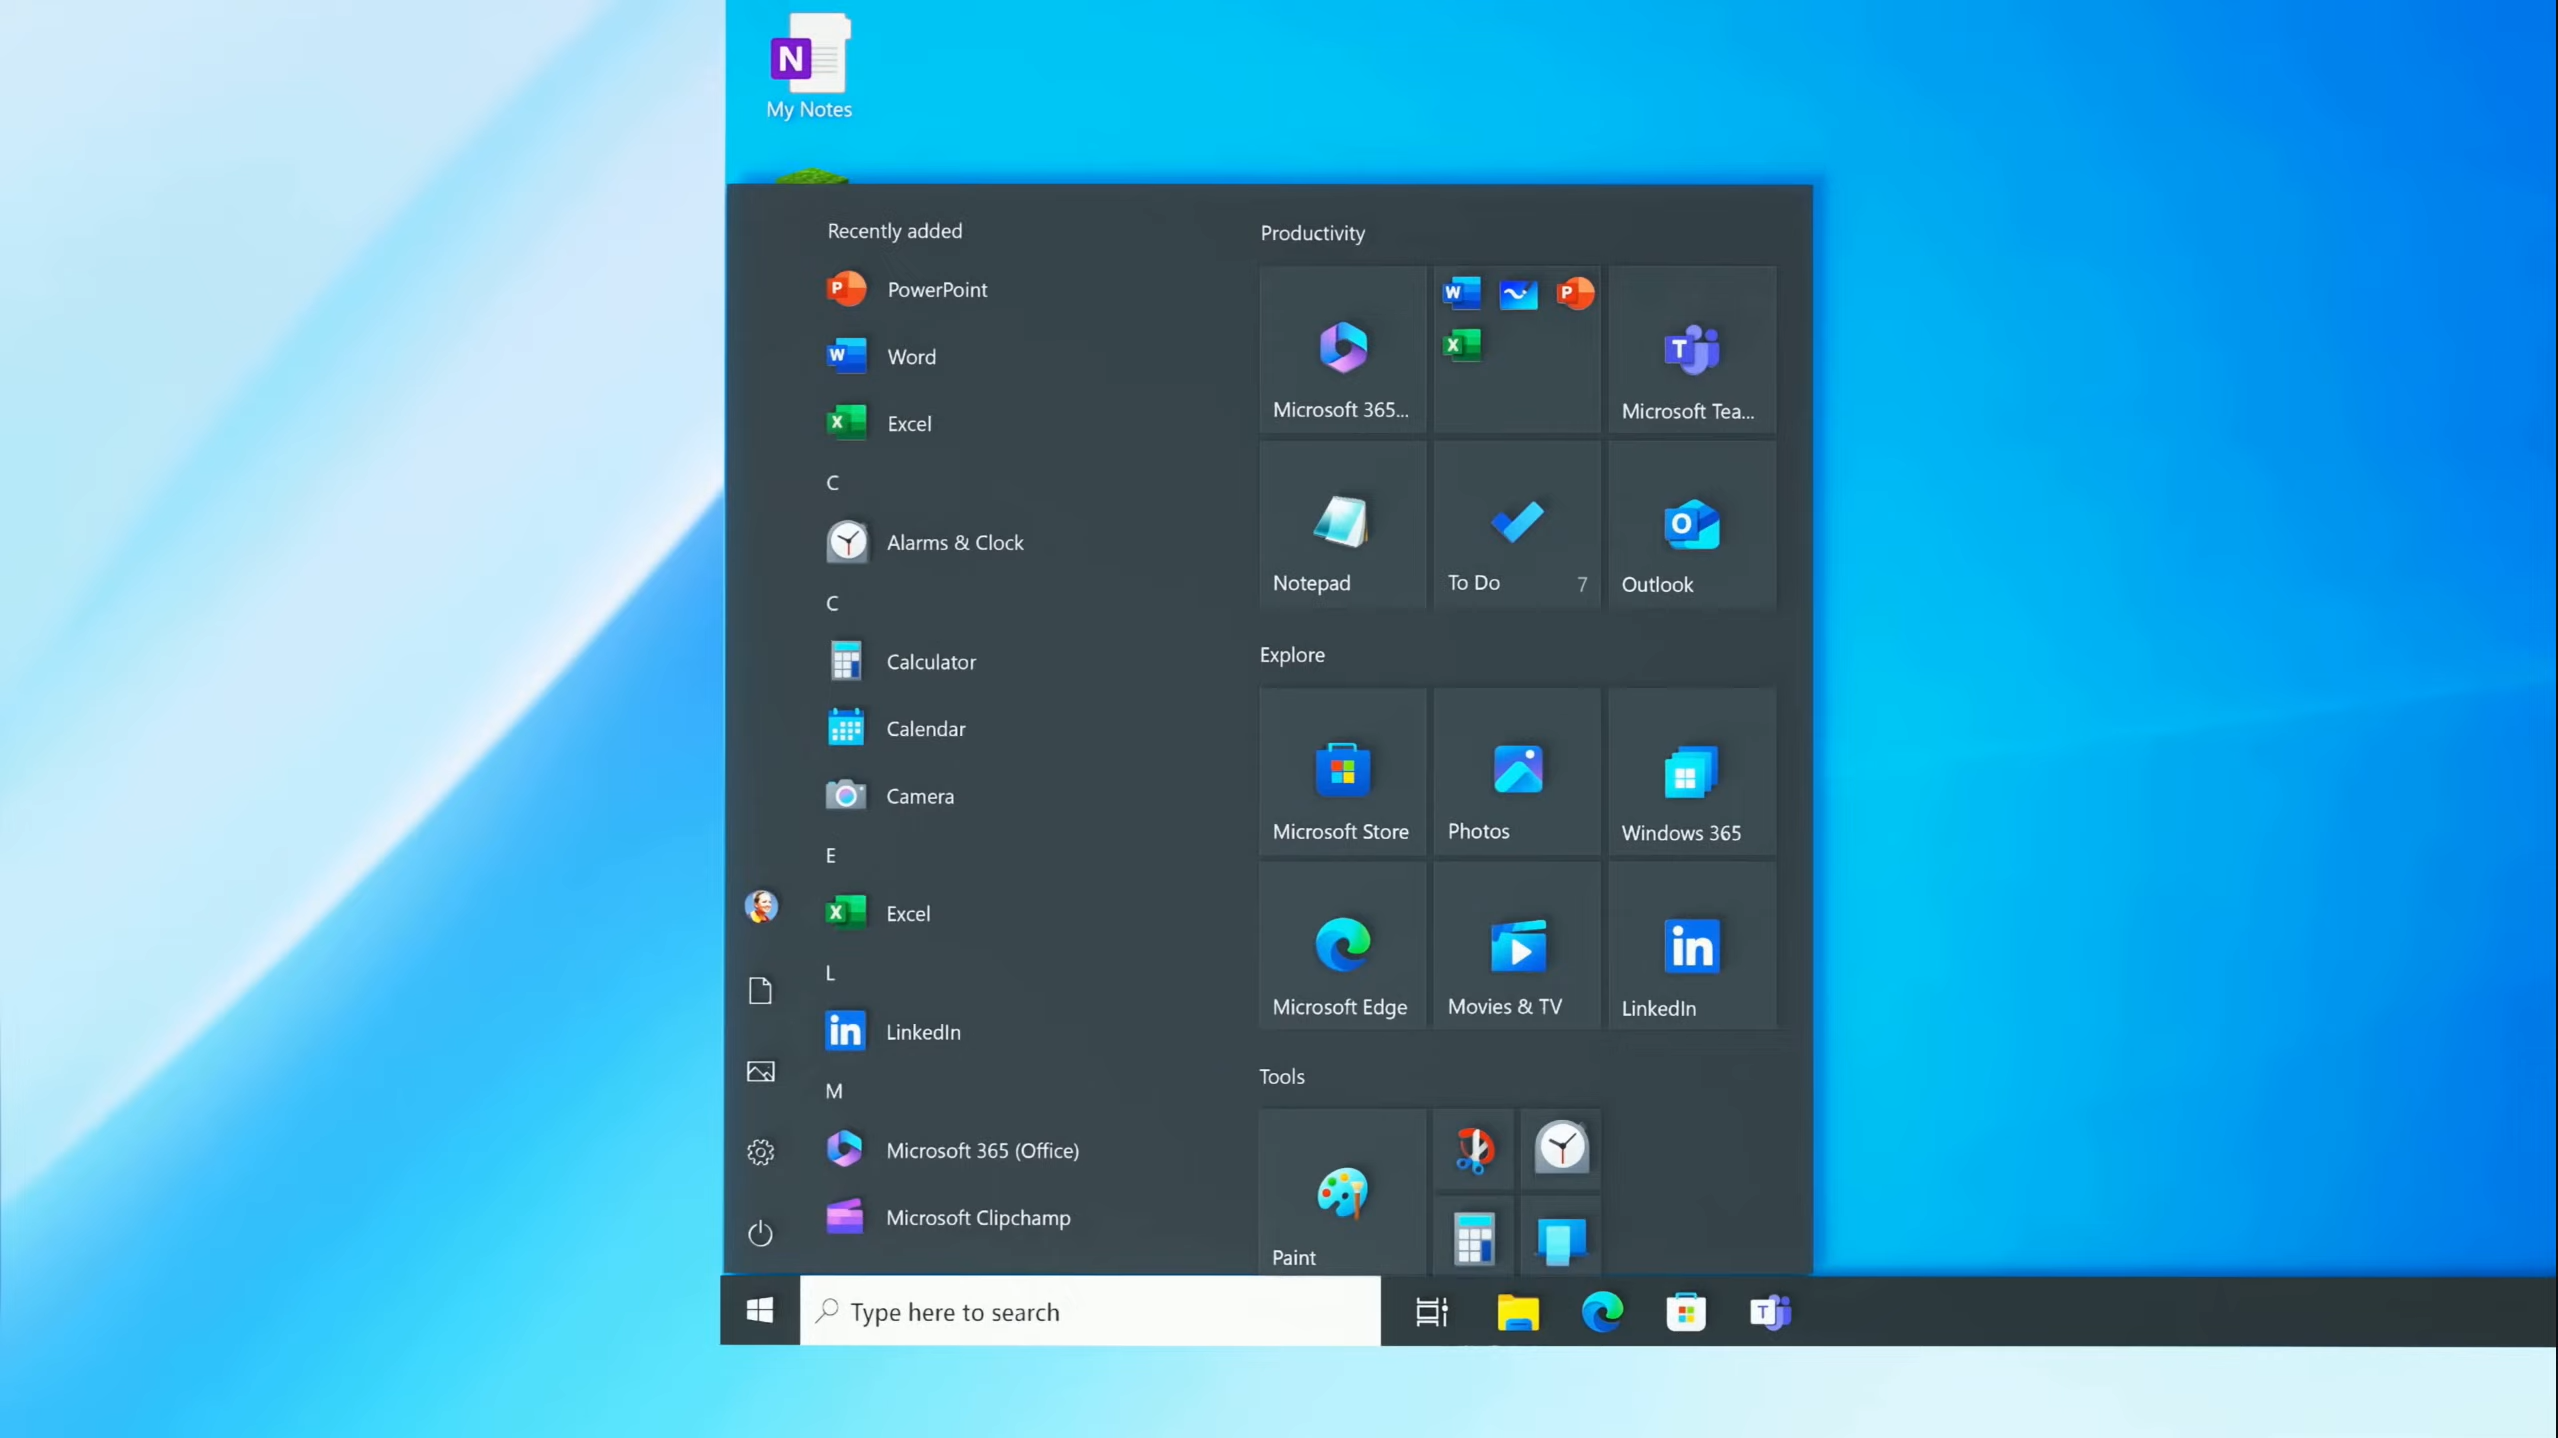 My Notes
Recently added
PowerPoint
Word
Excel
C
Alarms & Clock
C
Calculator
Calendar
Camera
E
Excel
L
LinkedIn
M
Microsoft 365 (Office)
Microsoft Clipchamp
Productivity
Microsoft 365...
Microsoft Tea...
Notepad
To Do 7
Outlook
Explore
Microsoft Store
Photos
Windows 365
Microsoft Edge
Movies & TV
LinkedIn
Tools
Paint
Type here to search